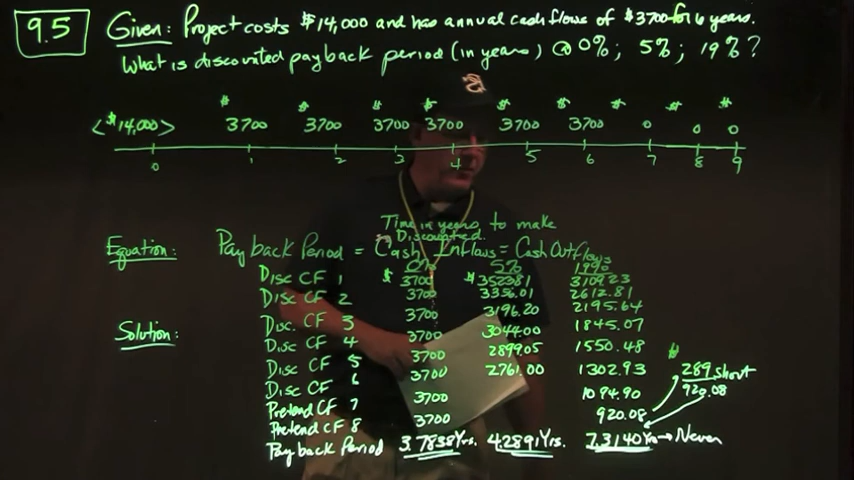 9.5
Given: Project costs $14,000 and has annual cash flows of $3700 for 6 years.
What is discounted payback period (in years) @ 0%; 5%; 19%?
$ $ $ $ $ $ $ $ $
<$14,000> 3700 3700 3700 3700 3700 3700 0 0 0
0 1 2 3 4 5 6 7 8 9
Time in years to make
Discounted
Equation: Payback Period = Cash Inflows = Cash Outflows
0% 5% 19%
Disc CF 1 $3700 $352381 310923
Disc CF 2 3700 3356.01 2612.81
Solution: Disc. CF 3 3700 3196.20 2195.64
Disc CF 4 3700 3044.00 1845.07
Disc CF 5 3700 2899.05 1550.48
Disc CF 6 3700 2761.00 1302.93
Pretend CF 7 3700 1094.90
Pretend CF 8 3700 920.08
$289 short
920.08
Payback Period 3.7838 Yrs. 4.2891 Yrs. 7.3140 Yrs → Never
a